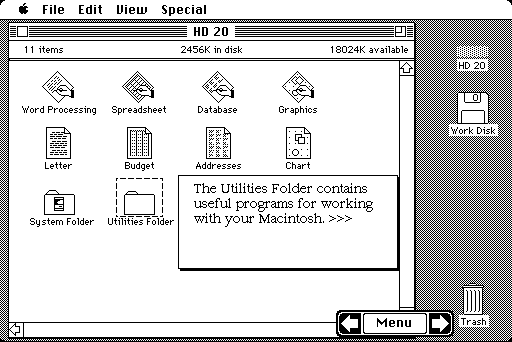 File Edit View Special
HD 20
11 items 2456K in disk 18024K available
Word Processing Spreadsheet Database Graphics
Letter Budget Addresses Chart
System Folder Utilities Folder
The Utilities Folder contains
useful programs for working
with your Macintosh. >>>
HD 20
Work Disk
Trash
Menu